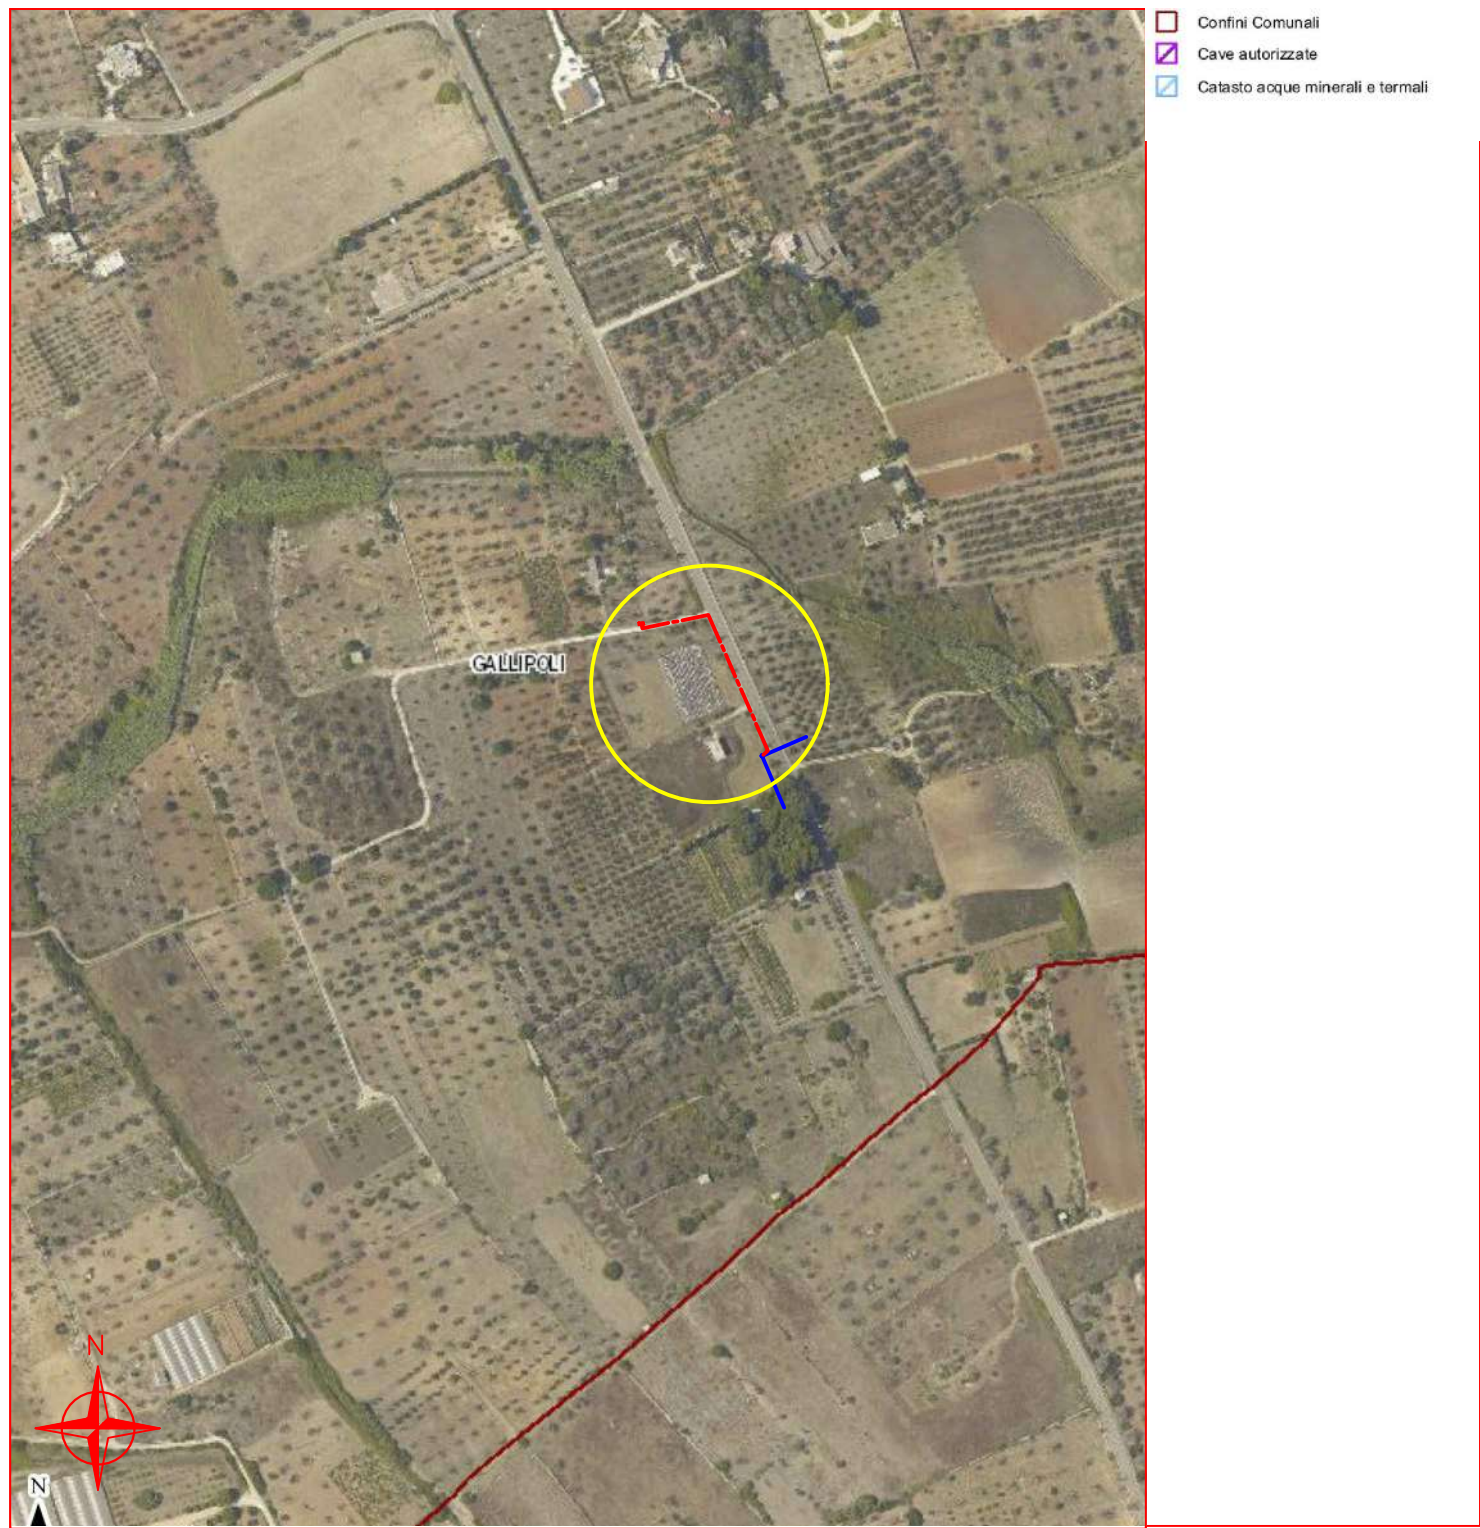 Confini Comunali
Cave autorizzate
Catasto acque minerali e termali
GALLIPOLI
N
N